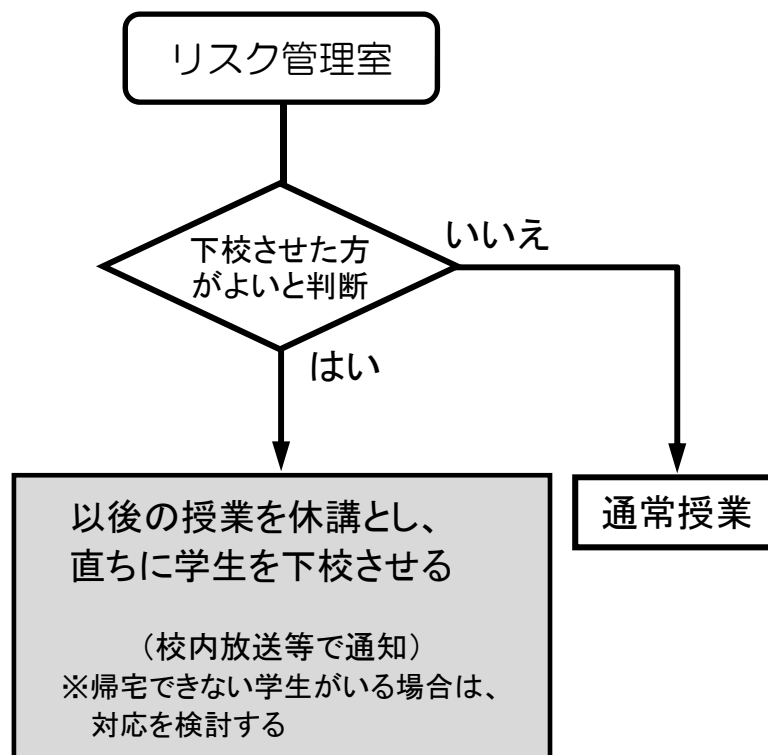 リスク管理室
下校させた方
がよいと判断
いいえ
はい
以後の授業を休講とし、
直ちに学生を下校させる
（校内放送等で通知）
※帰宅できない学生がいる場合は、
対応を検討する
通常授業